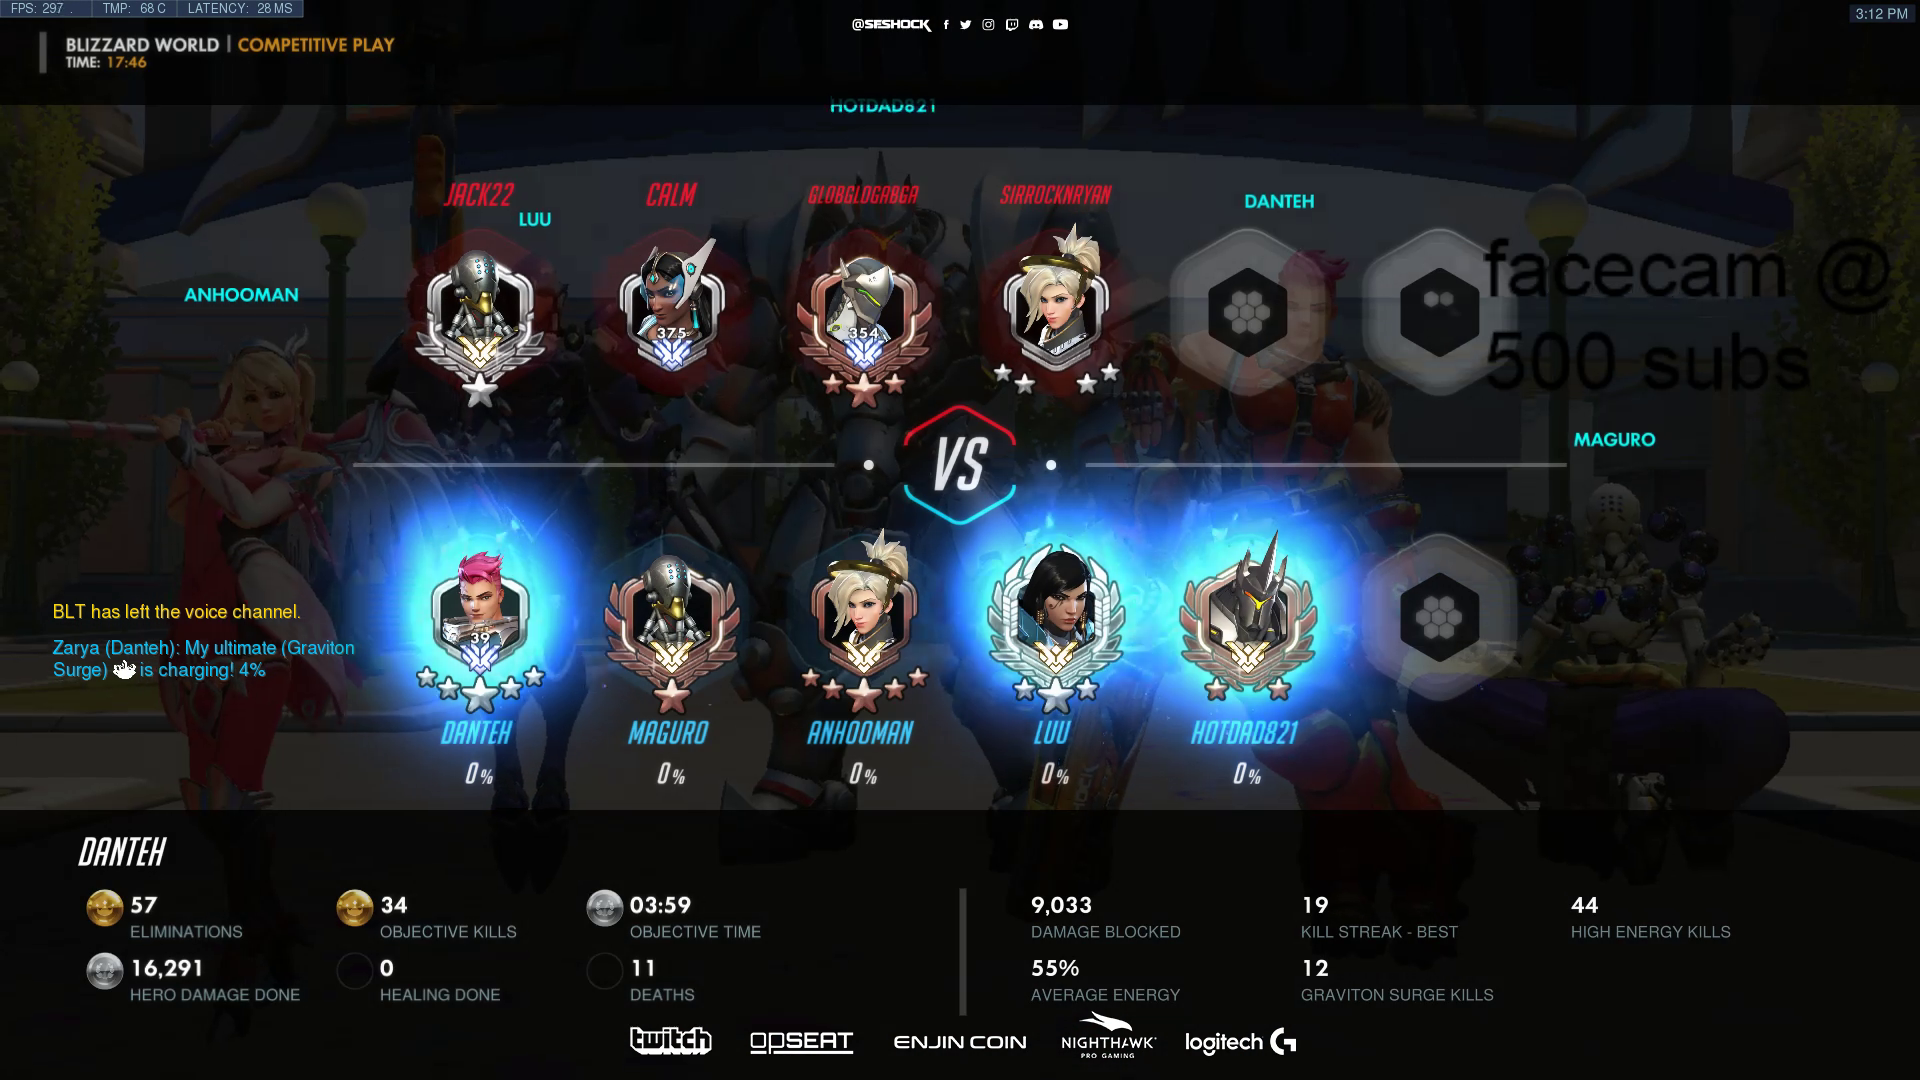 FPS: 297 . TMP: 68 C LATENCY: 28 MS
@SESHOCK
3:12 PM
BLIZZARD WORLD | COMPETITIVE PLAY
TIME: 17:46
HOTDAD821
JACK22 CALM GLOBGLOGABGA SIRROCKNRYAN
DANTEH
LUU
ANHOOMAN
facecam @
500 subs
375
354
MAGURO
VS
BLT has left the voice channel.
Zarya (Danteh): My ultimate (Graviton
Surge) is charging! 4%
39
DANTEH MAGURO ANHOOMAN LUU HOTDAD821
0% 0% 0% 0% 0%
DANTEH
57
ELIMINATIONS
34
OBJECTIVE KILLS
03:59
OBJECTIVE TIME
16,291
HERO DAMAGE DONE
0
HEALING DONE
11
DEATHS
9,033
DAMAGE BLOCKED
19
KILL STREAK - BEST
44
HIGH ENERGY KILLS
55%
AVERAGE ENERGY
12
GRAVITON SURGE KILLS
twitch opSEAT ENJIN COIN NIGHTHAWK logitech G
PRO GAMING